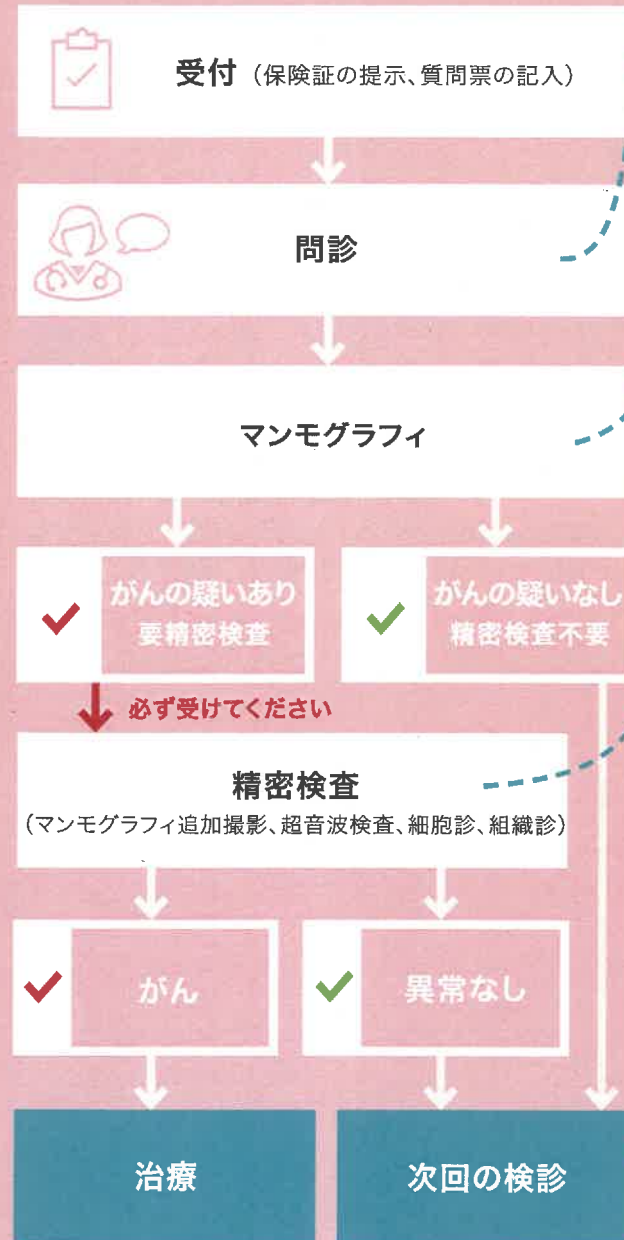 受付（保険証の提示、質問票の記入）
問診
マンモグラフィ
がんの疑いあり
要精密検査
がんの疑いなし
精密検査不要
必ず受けてください
精密検査
（マンモグラフィ追加撮影、超音波検査、細胞診、組織診）
がん
異常なし
治療
次回の検診